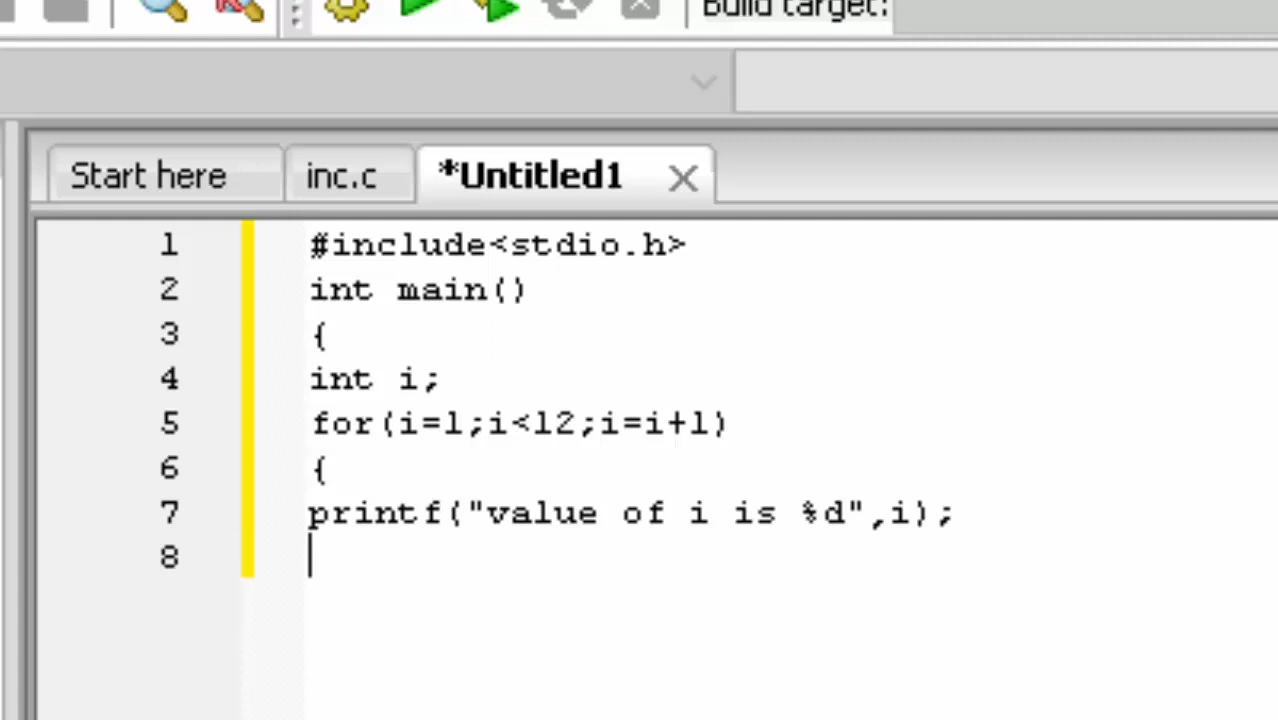 Build target:
Start here
inc.c
*Untitled1
1 #include<stdio.h>
2 int main()
3 {
4 int i;
5 for(i=1;i<12;i=i+1)
6 {
7 printf("value of i is %d",i);
8